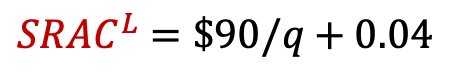 SRAC^L = $90/q + 0.04